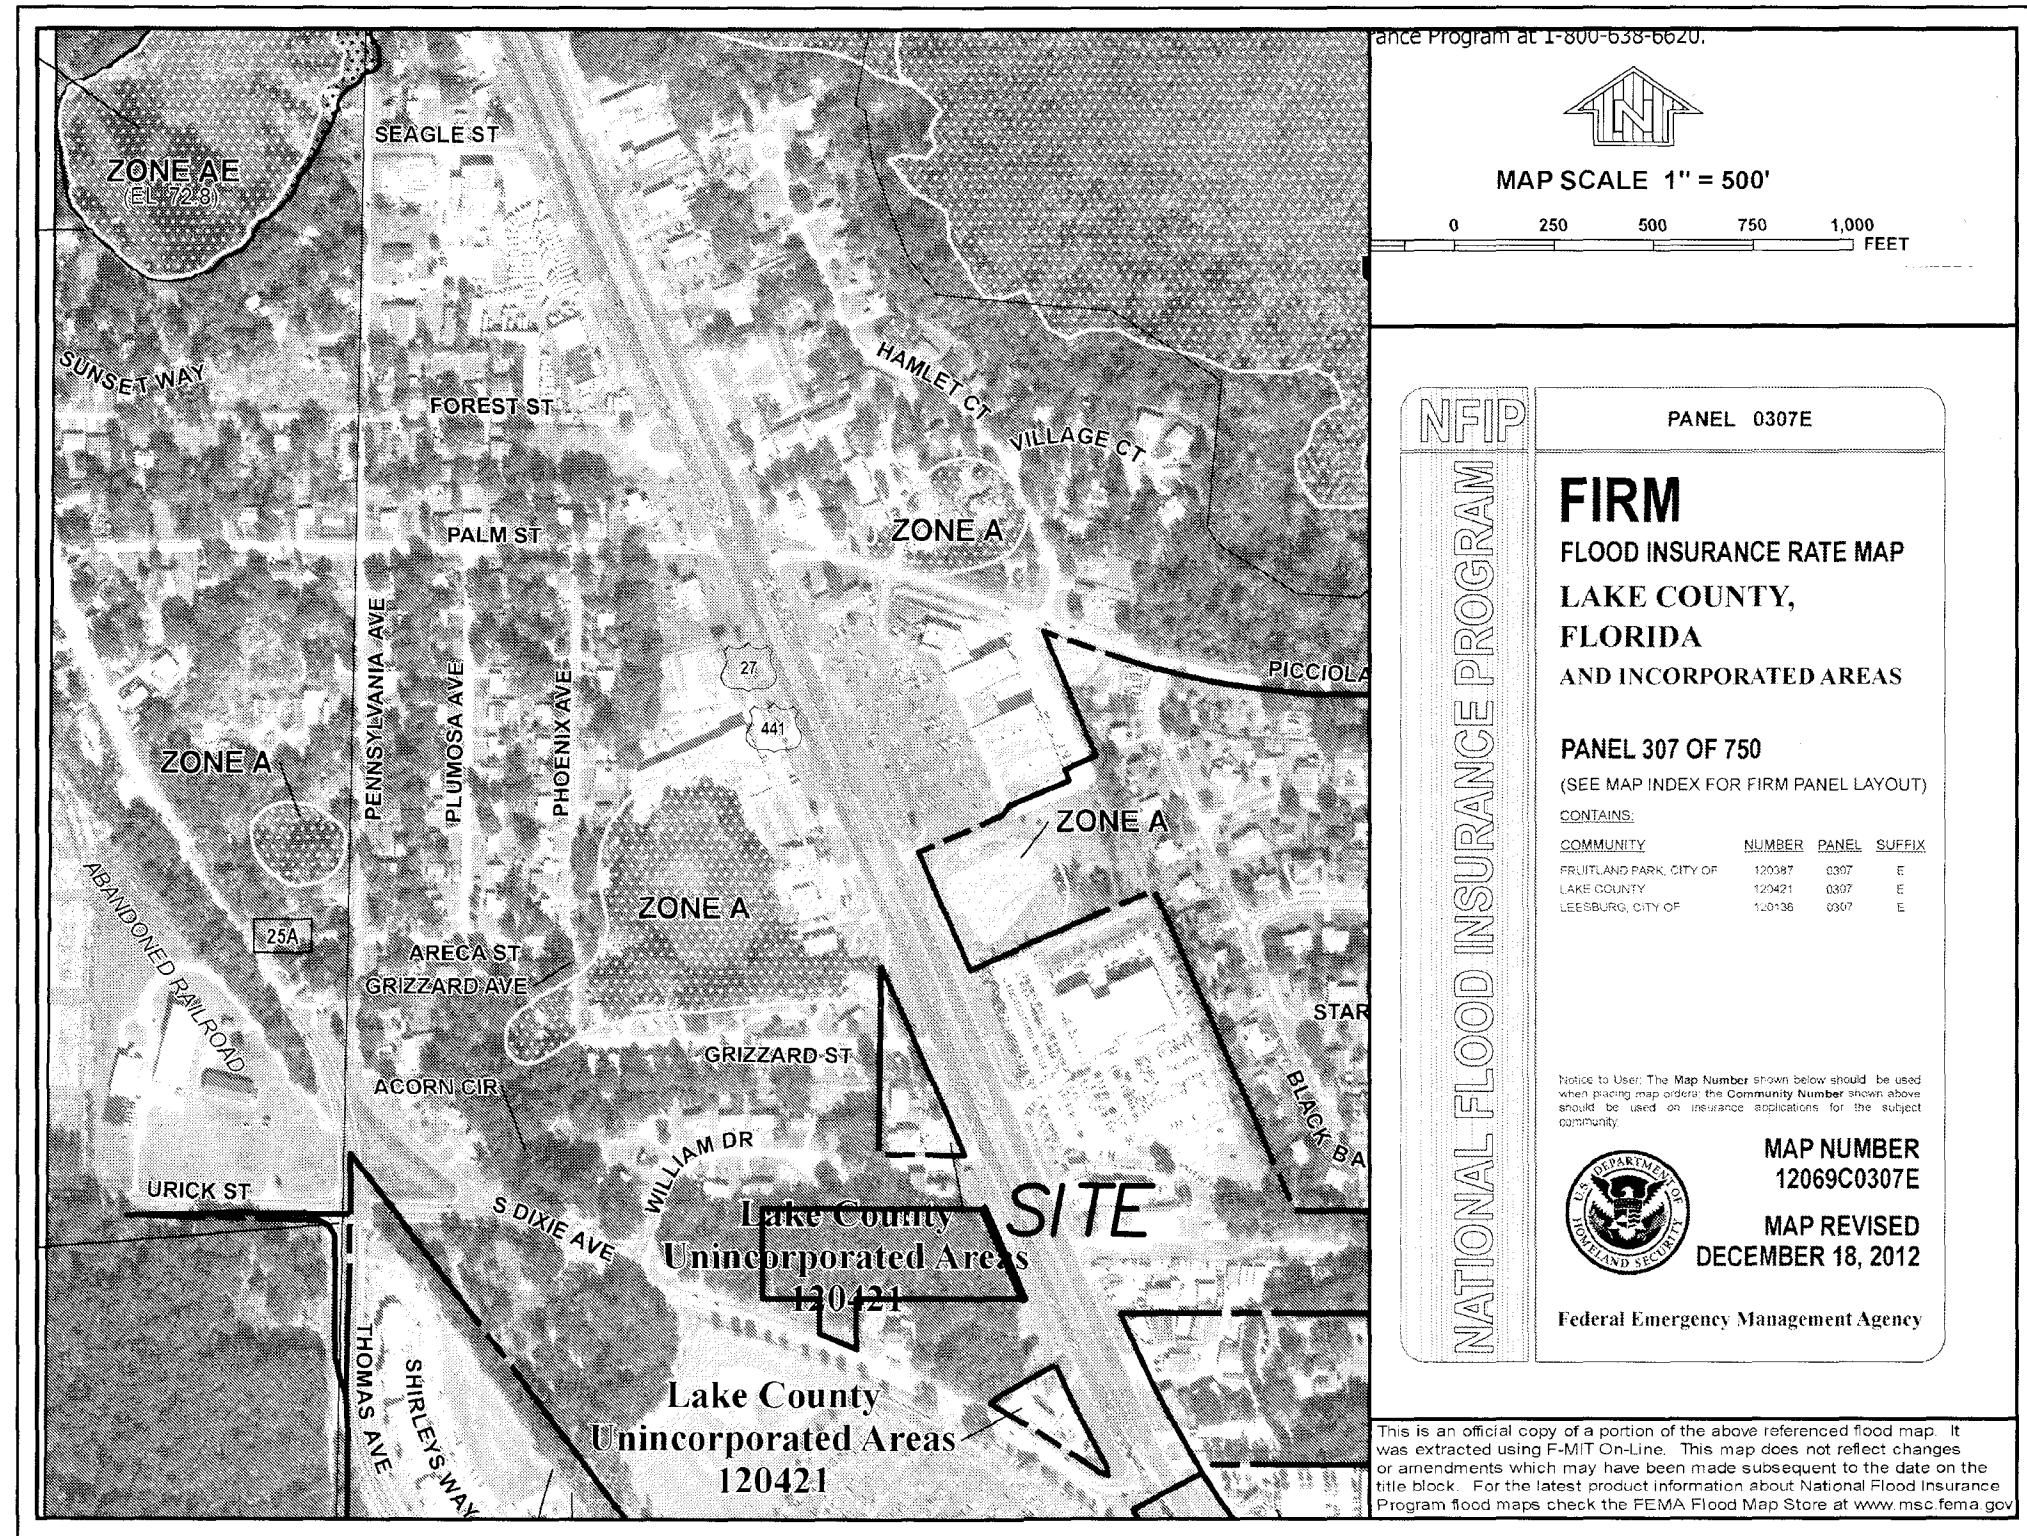 rance Program at 1-800-638-6620.
N
MAP SCALE 1" = 500'
0 250 500 750 1,000
FEET
SEAGLE ST
ZONE AE
(EL 72.8)
SUNSET WAY
HAMLET CT
FOREST ST
VILLAGE CT
ZONE A
PALM ST
PENNSYLVANIA AVE
PLUMOSA AVE
PHOENIX AVE
27
441
PICCIOLA
ZONE A
ZONE A
ZONE A
ABANDONED RAILROAD
25A
ARECA ST
GRIZZARD AVE
STAR
GRIZZARD ST
ACORN CIR
BLACK BA
WILLIAM DR
URICK ST
S DIXIE AVE
SITE
Lake County
Unincorporated Areas
120421
THOMAS AVE
SHIRLEYS WAY
Lake County
Unincorporated Areas
120421
NFIP
NATIONAL FLOOD INSURANCE PROGRAM
PANEL 0307E
FIRM
FLOOD INSURANCE RATE MAP
LAKE COUNTY,
FLORIDA
AND INCORPORATED AREAS
PANEL 307 OF 750
(SEE MAP INDEX FOR FIRM PANEL LAYOUT)
CONTAINS:
COMMUNITY NUMBER PANEL SUFFIX
FRUITLAND PARK, CITY OF 120387 0307 E
LAKE COUNTY 120421 0307 E
LEESBURG, CITY OF 120136 0307 E
Notice to User: The Map Number shown below should be used
when placing map orders: the Community Number shown above
should be used on insurance applications for the subject
community.
U.S. DEPARTMENT OF HOMELAND SECURITY
MAP NUMBER
12069C0307E
MAP REVISED
DECEMBER 18, 2012
Federal Emergency Management Agency
This is an official copy of a portion of the above referenced flood map. It
was extracted using F-MIT On-Line. This map does not reflect changes
or amendments which may have been made subsequent to the date on the
title block. For the latest product information about National Flood Insurance
Program flood maps check the FEMA Flood Map Store at www.msc.fema.gov